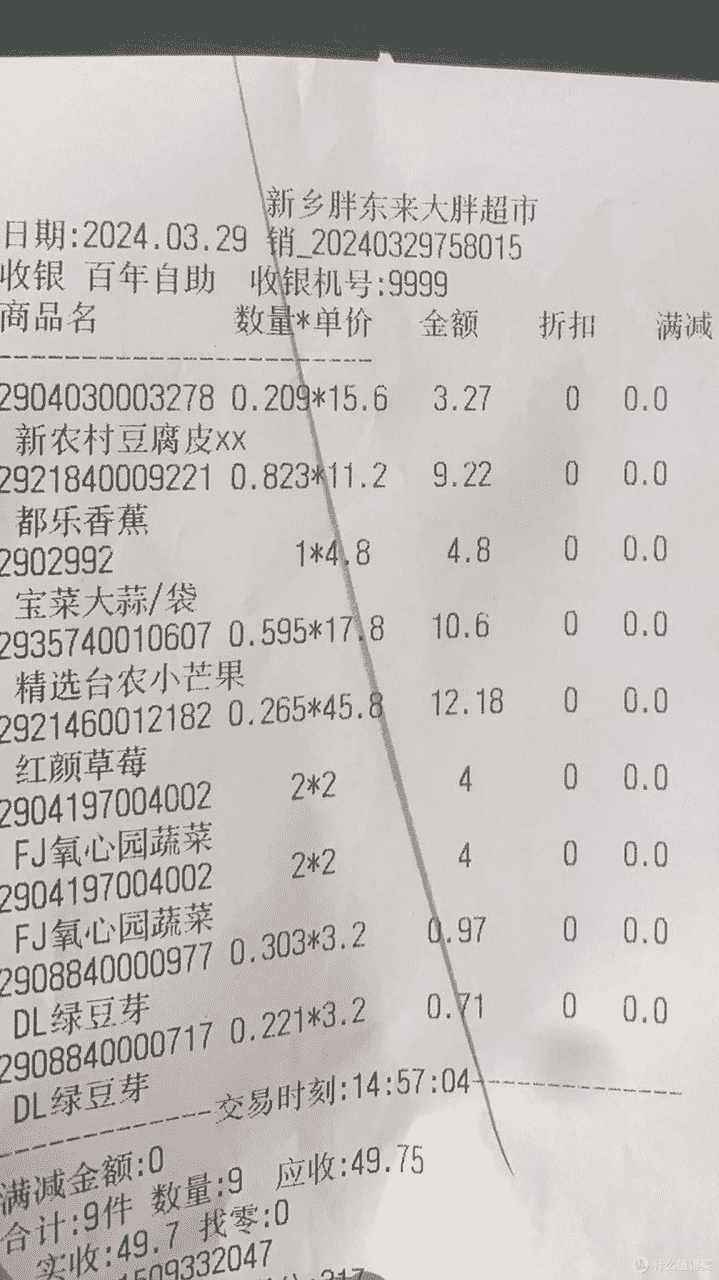 新乡胖东来大胖超市
日期:2024.03.29 销_20240329758015
收银 百年自助 收银机号:9999
商品名 数量*单价 金额 折扣 满减
2904030003278 0.209*15.6 3.27 0 0.0
新农村豆腐皮xx
2921840009221 0.823*11.2 9.22 0 0.0
都乐香蕉
2902992 1*4.8 4.8 0 0.0
宝菜大蒜/袋
2935740010607 0.595*17.8 10.6 0 0.0
精选台农小芒果
2921460012182 0.265*45.8 12.18 0 0.0
红颜草莓
2904197004002 2*2 4 0 0.0
FJ氧心园蔬菜
2904197004002 2*2 4 0 0.0
FJ氧心园蔬菜
2908840000977 0.303*3.2 0.97 0 0.0
DL绿豆芽
2908840000717 0.221*3.2 0.71 0 0.0
DL绿豆芽
交易时刻:14:57:04
满减金额:0
合计:9件 数量:9 应收:49.75
实收:49.7 找零:0
1509332047
:317
什么值得买